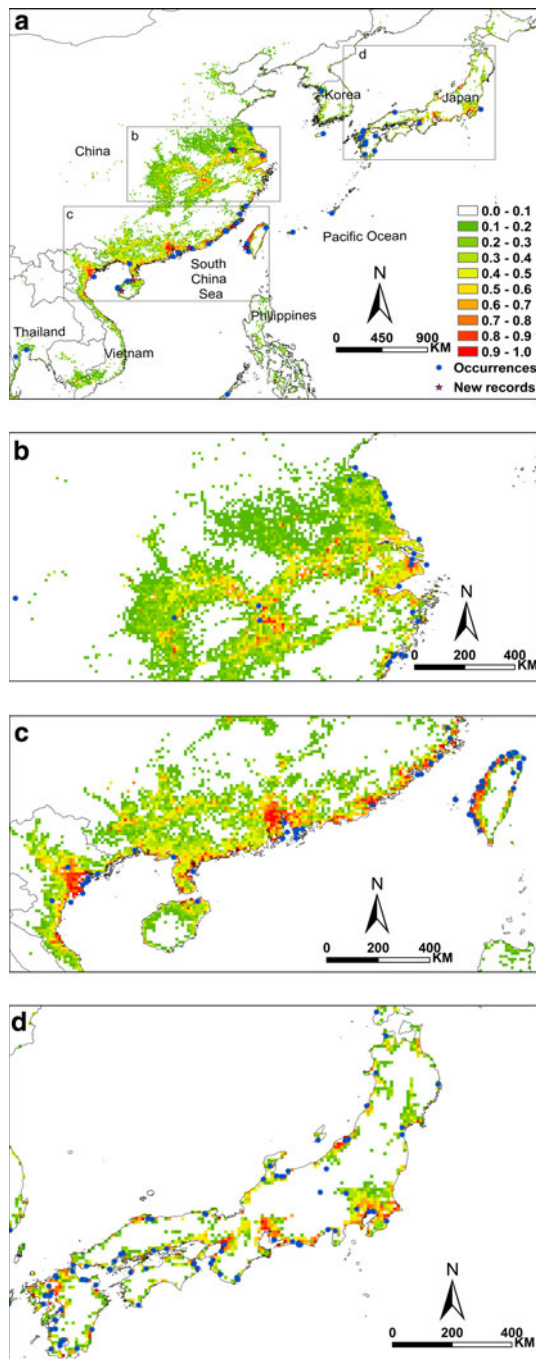 a
d
Korea
Japan
b
China
c
Pacific Ocean
South
China
Sea
N
Thailand
Vietnam
Philippines
0 450 900
KM
0.0 - 0.1
0.1 - 0.2
0.2 - 0.3
0.3 - 0.4
0.4 - 0.5
0.5 - 0.6
0.6 - 0.7
0.7 - 0.8
0.8 - 0.9
0.9 - 1.0
Occurrences
New records
b
N
0 200 400
KM
c
N
0 200 400
KM
d
N
0 200 400
KM